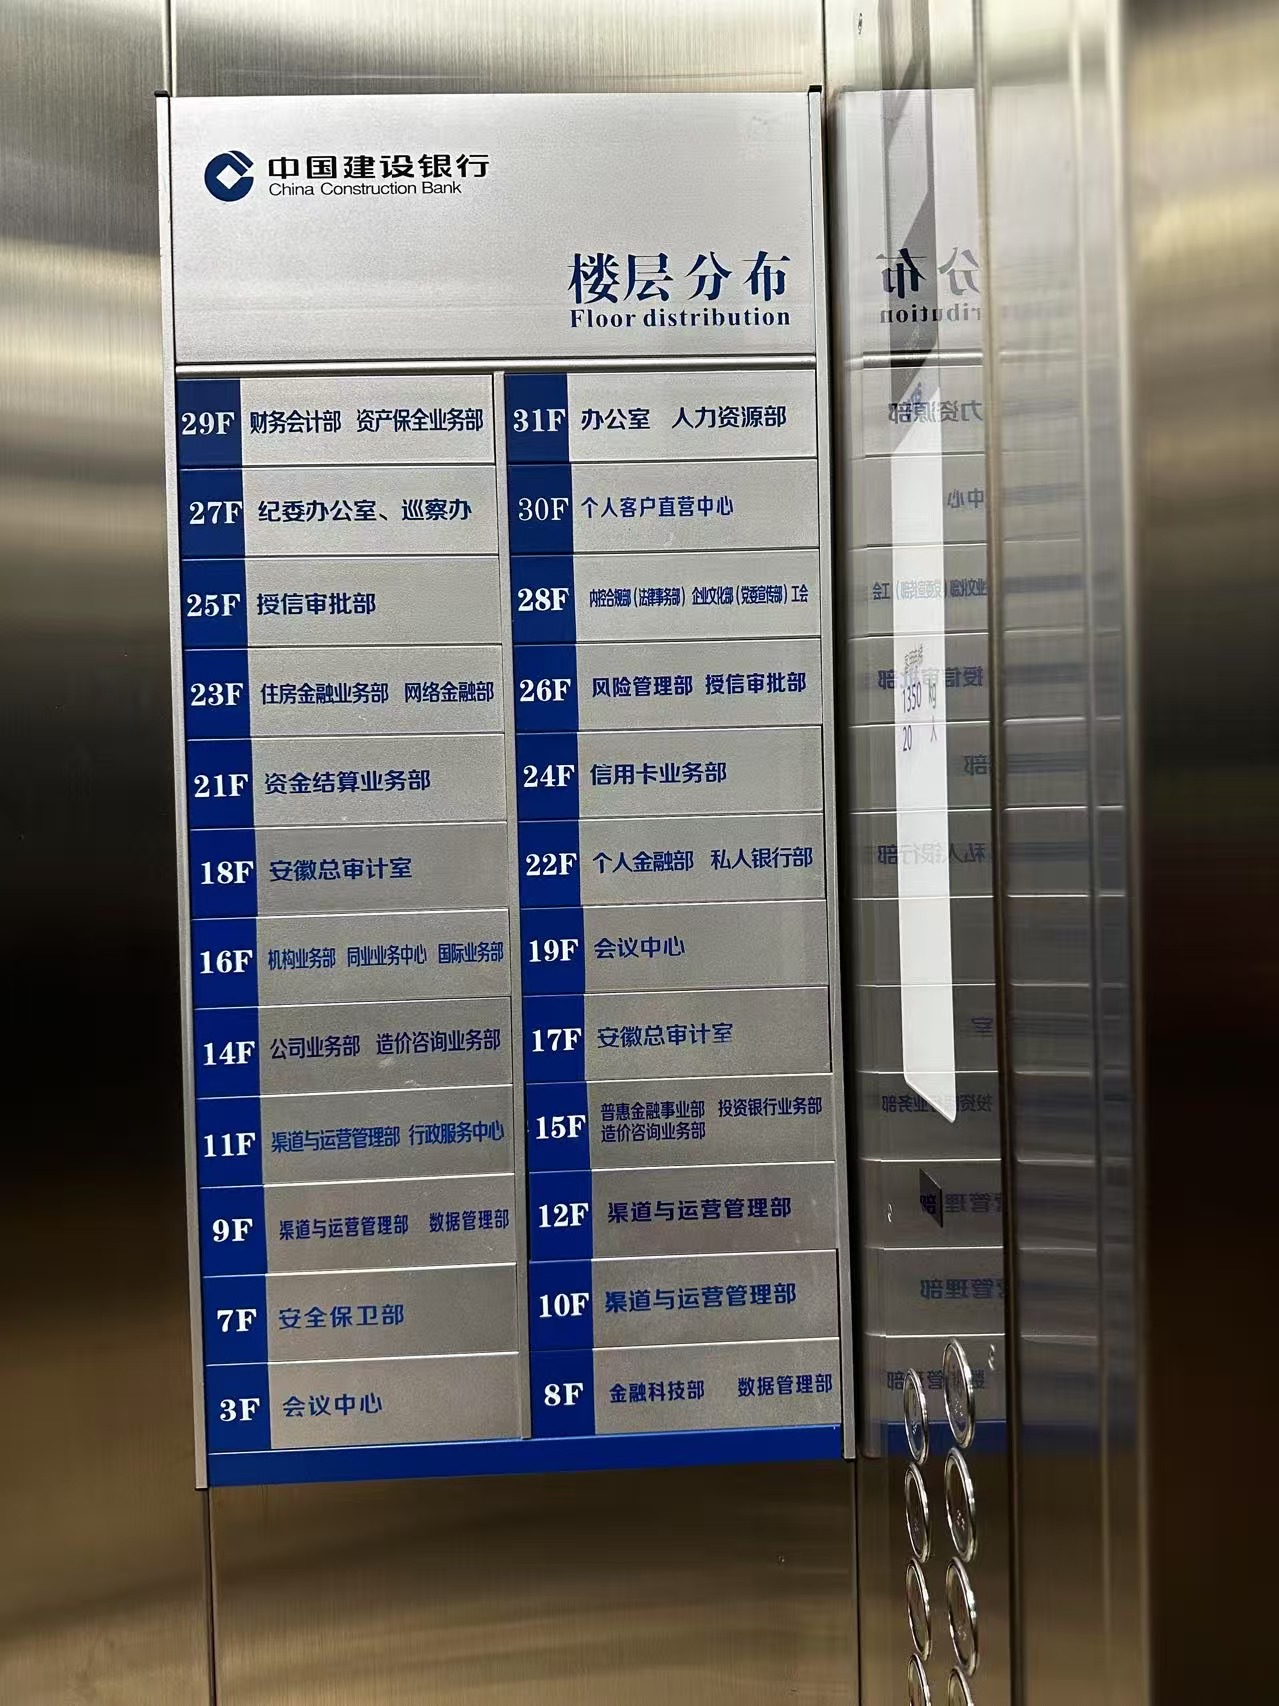 中国建设银行
China Construction Bank
楼层分布
Floor distribution
29F 财务会计部 资产保全业务部
31F 办公室 人力资源部
27F 纪委办公室、巡察办
30F 个人客户直营中心
25F 授信审批部
28F 内控合规部(法律事务部) 企业文化部(党委宣传部) 工会
23F 住房金融业务部 网络金融部
26F 风险管理部 授信审批部
21F 资金结算业务部
24F 信用卡业务部
18F 安徽总审计室
22F 个人金融部 私人银行部
16F 机构业务部 同业业务中心 国际业务部
19F 会议中心
14F 公司业务部 造价咨询业务部
17F 安徽总审计室
11F 渠道与运营管理部 行政服务中心
15F 普惠金融事业部 投资银行业务部
造价咨询业务部
9F 渠道与运营管理部 数据管理部
12F 渠道与运营管理部
7F 安全保卫部
10F 渠道与运营管理部
3F 会议中心
8F 金融科技部 数据管理部
1350 kg
20 人